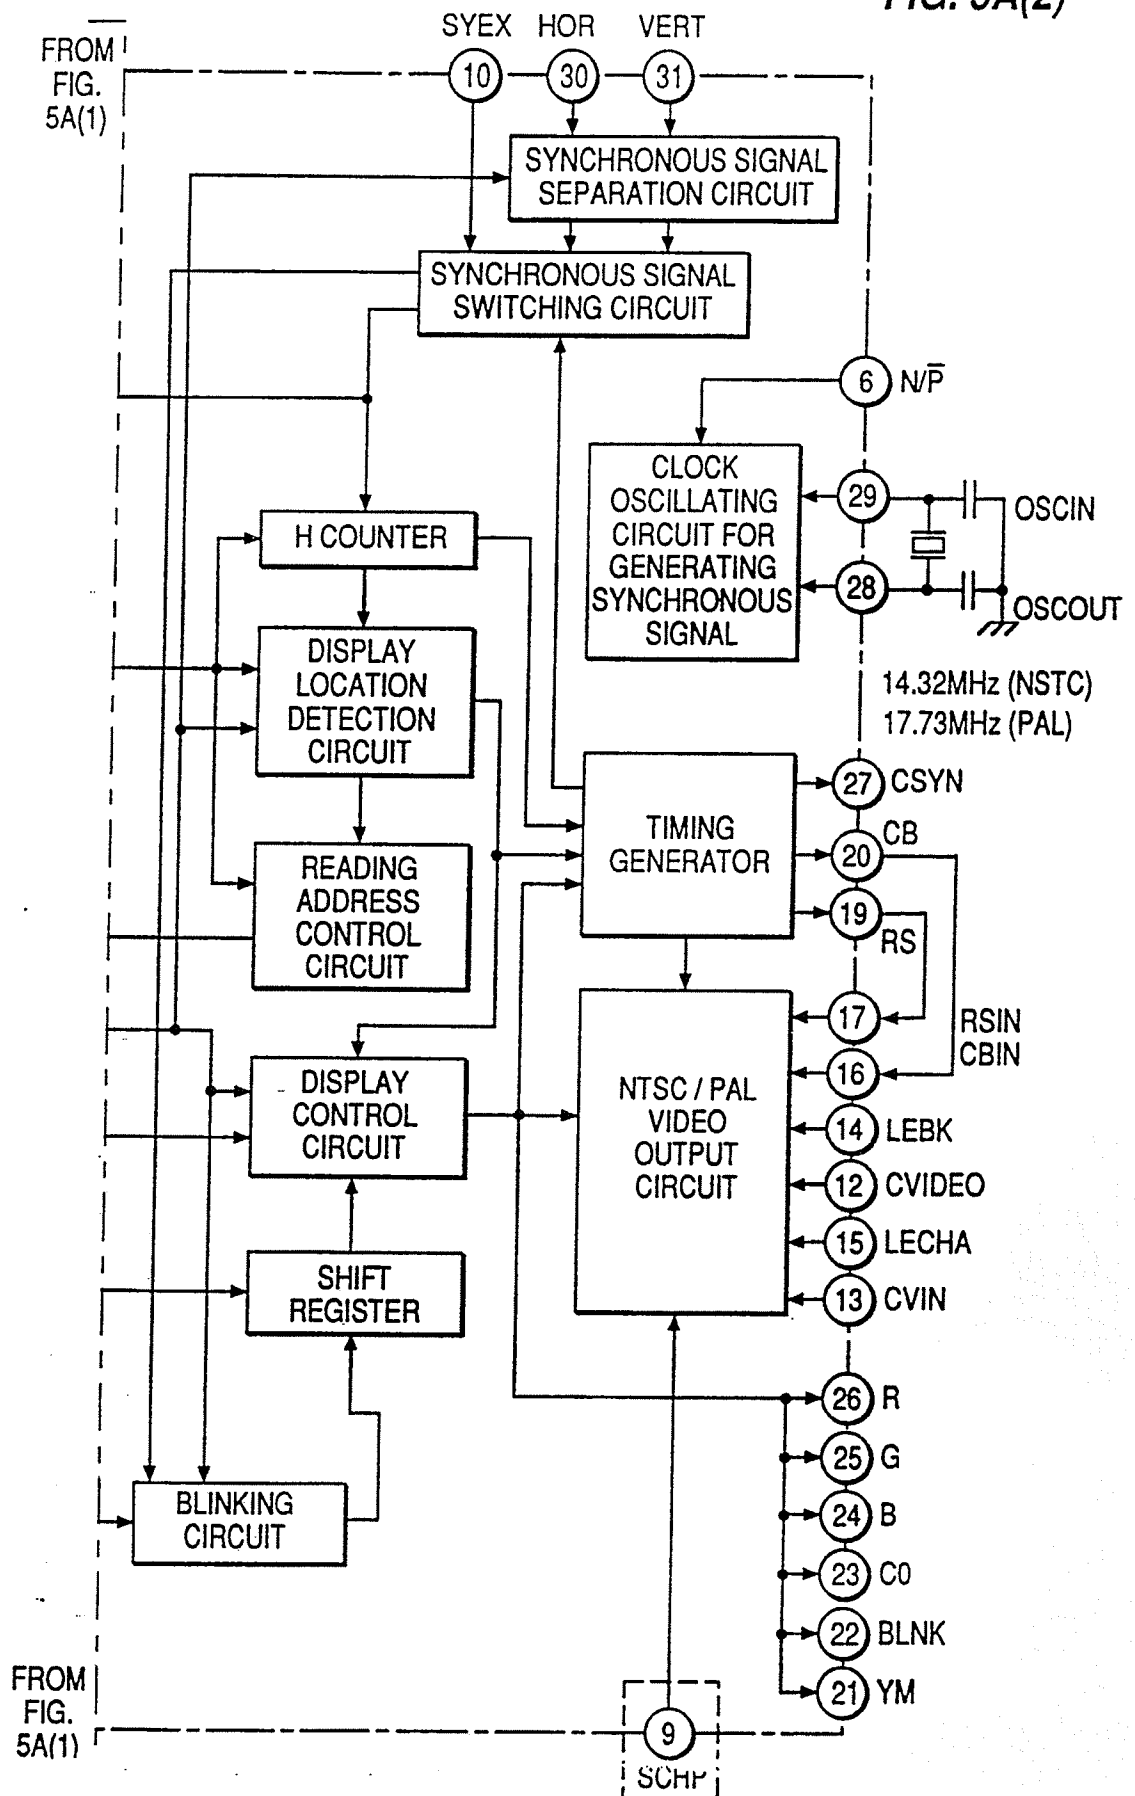 FIG. 5A(2)
SYEX HOR VERT
FROM
FIG.
5A(1)
10 30 31
SYNCHRONOUS SIGNAL
SEPARATION CIRCUIT
SYNCHRONOUS SIGNAL
SWITCHING CIRCUIT
6 N/P̅
CLOCK
OSCILLATING
CIRCUIT FOR
GENERATING
SYNCHRONOUS
SIGNAL
29 OSCIN
28 OSCOUT
14.32MHz (NSTC)
17.73MHz (PAL)
H COUNTER
DISPLAY
LOCATION
DETECTION
CIRCUIT
READING
ADDRESS
CONTROL
CIRCUIT
TIMING
GENERATOR
27 CSYN
20 CB
19 RS
17 RSIN
16 CBIN
14 LEBK
12 CVIDEO
15 LECHA
13 CVIN
NTSC / PAL
VIDEO
OUTPUT
CIRCUIT
DISPLAY
CONTROL
CIRCUIT
SHIFT
REGISTER
BLINKING
CIRCUIT
26 R
25 G
24 B
23 C0
22 BLNK
21 YM
FROM
FIG.
5A(1)
9
SCHP